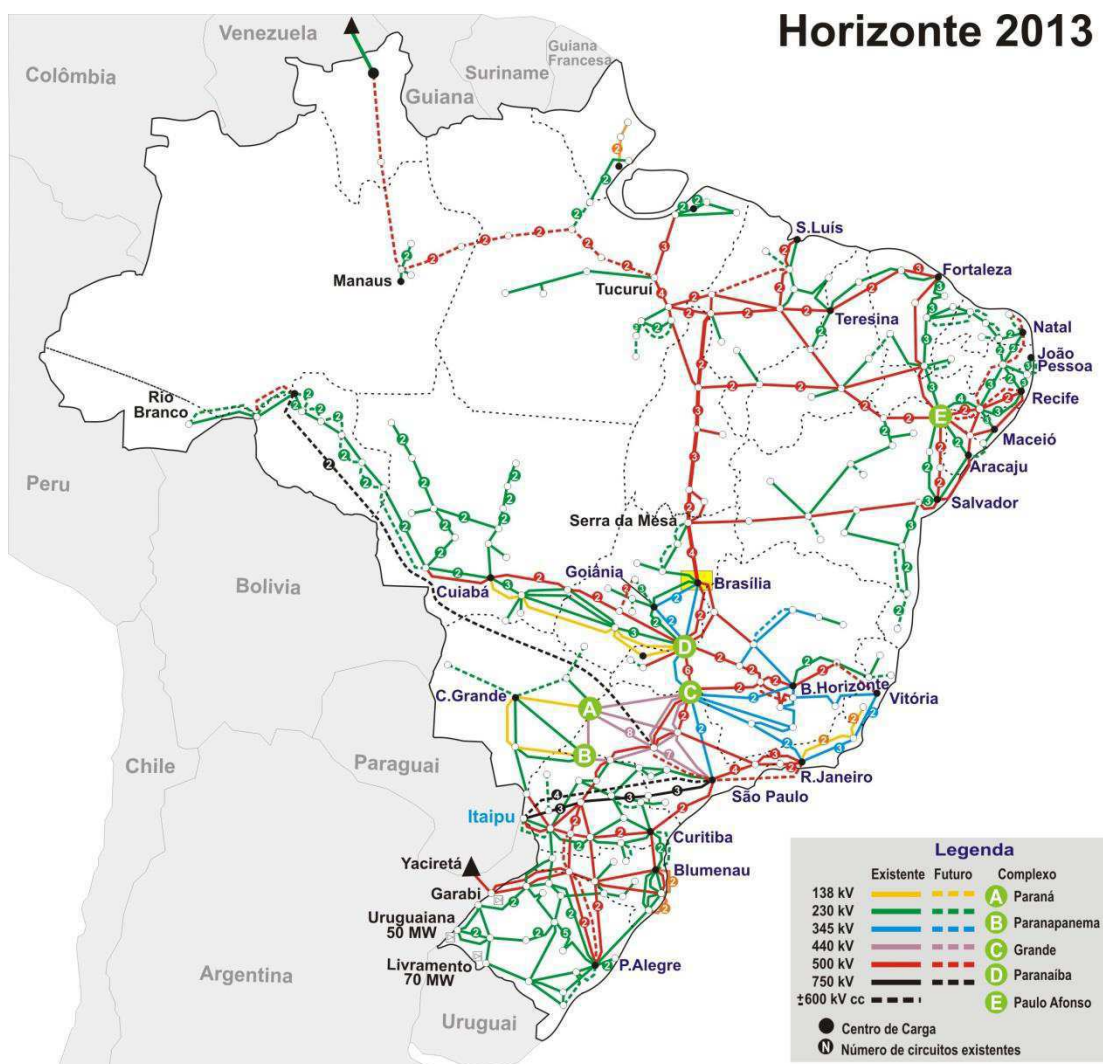 Horizonte 2013
Venezuela
Guiana
Francesa
Suriname
Colômbia
Guiana
S.Luís
Manaus
Tucuruí
Fortaleza
Teresina
Natal
João
Pessoa
Rio
Branco
Recife
Maceió
Aracaju
Peru
Salvador
Serra da Mesa
Bolivia
Goiânia
Brasília
Cuiabá
D
E
C.Grande
A
C
B.Horizonte
Vitória
B
Chile
Paraguai
R.Janeiro
São Paulo
Itaipu
Curitiba
Yaciretá
Blumenau
Garabi
Uruguaiana
50 MW
Livramento
70 MW
P.Alegre
Argentina
Uruguai
Legenda
Existente Futuro Complexo
138 kV A Paraná
230 kV B Paranapanema
345 kV
440 kV C Grande
500 kV D Paranaíba
750 kV
±600 kV cc E Paulo Afonso
Centro de Carga
N Número de circuitos existentes